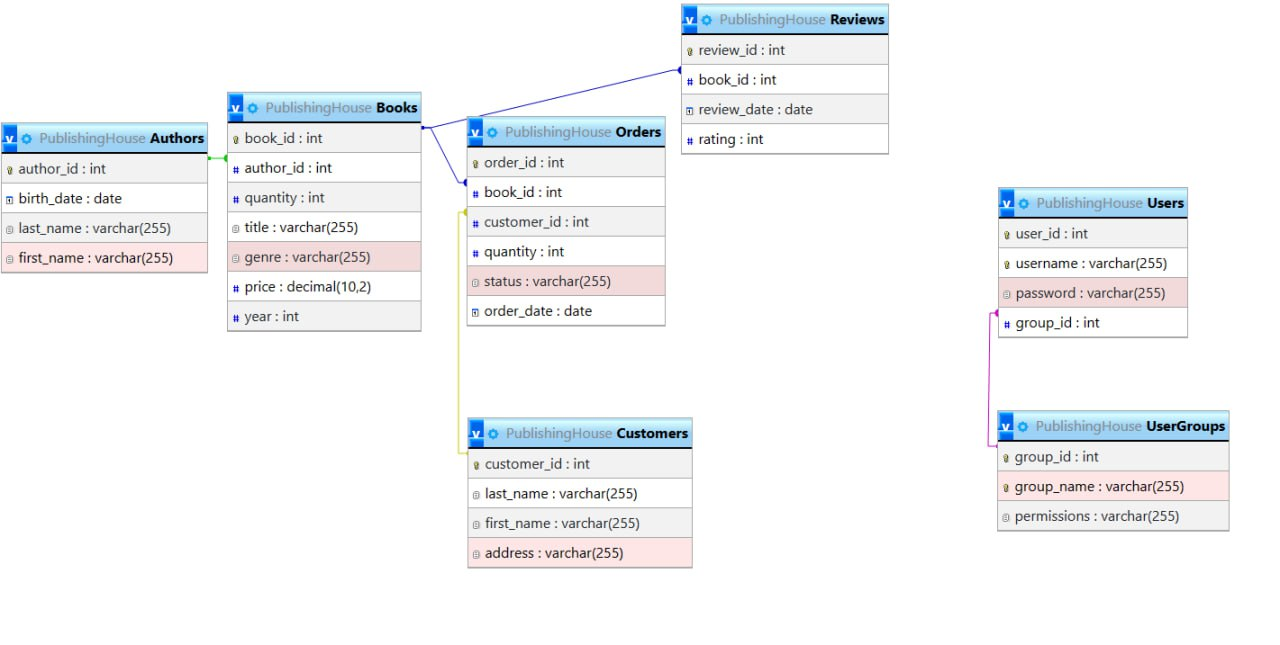 PublishingHouse Authors
author_id : int
birth_date : date
last_name : varchar(255)
first_name : varchar(255)
PublishingHouse Books
book_id : int
author_id : int
quantity : int
title : varchar(255)
genre : varchar(255)
price : decimal(10,2)
year : int
PublishingHouse Orders
order_id : int
book_id : int
customer_id : int
quantity : int
status : varchar(255)
order_date : date
PublishingHouse Reviews
review_id : int
book_id : int
review_date : date
rating : int
PublishingHouse Customers
customer_id : int
last_name : varchar(255)
first_name : varchar(255)
address : varchar(255)
PublishingHouse Users
user_id : int
username : varchar(255)
password : varchar(255)
group_id : int
PublishingHouse UserGroups
group_id : int
group_name : varchar(255)
permissions : varchar(255)